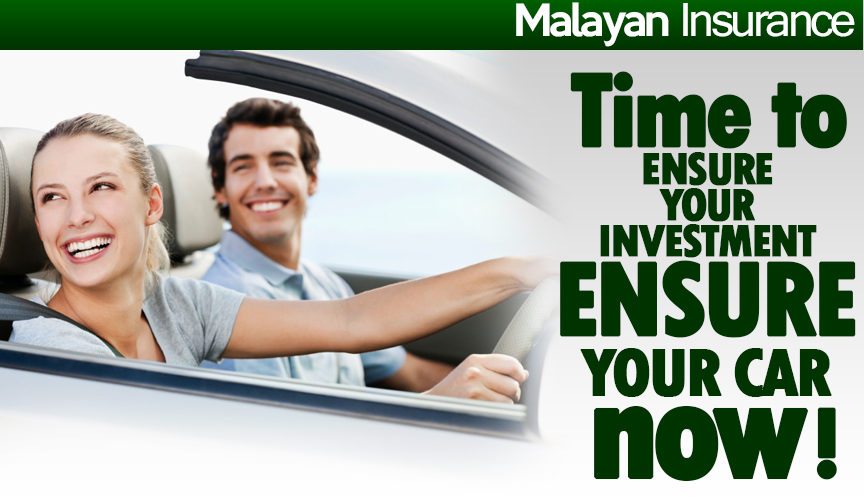 Malayan Insurance
Time to
ENSURE
YOUR
INVESTMENT
ENSURE
YOUR CAR
now!